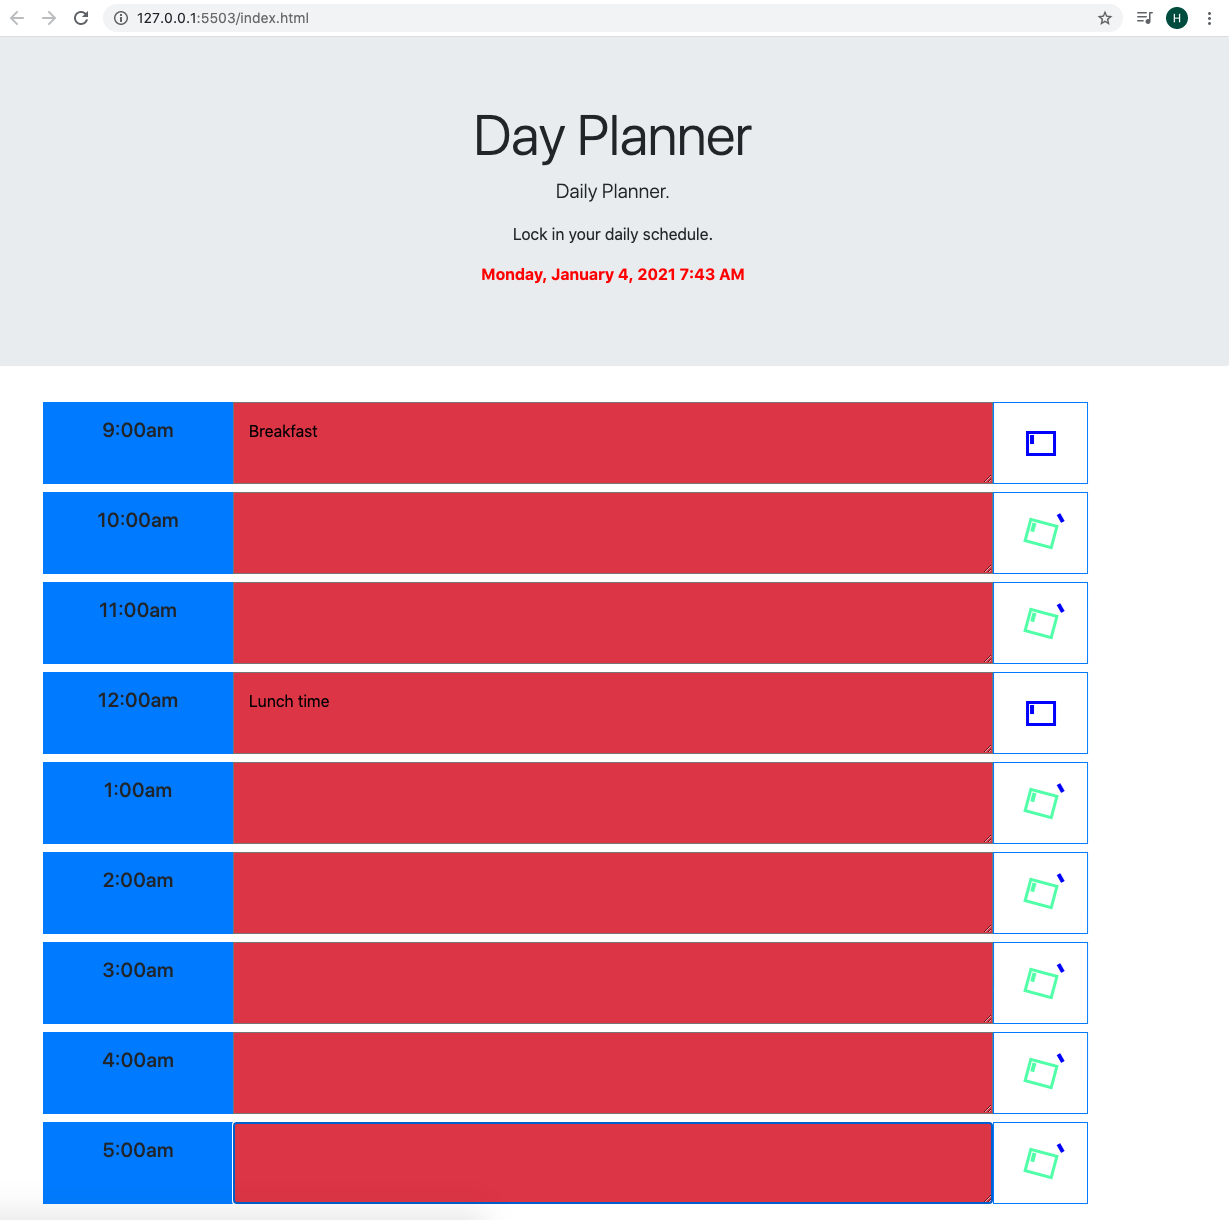 127.0.0.1:5503/index.html
H
Day Planner
Daily Planner.
Lock in your daily schedule.
Monday, January 4, 2021 7:43 AM
9:00am Breakfast
10:00am
11:00am
12:00am Lunch time
1:00am
2:00am
3:00am
4:00am
5:00am